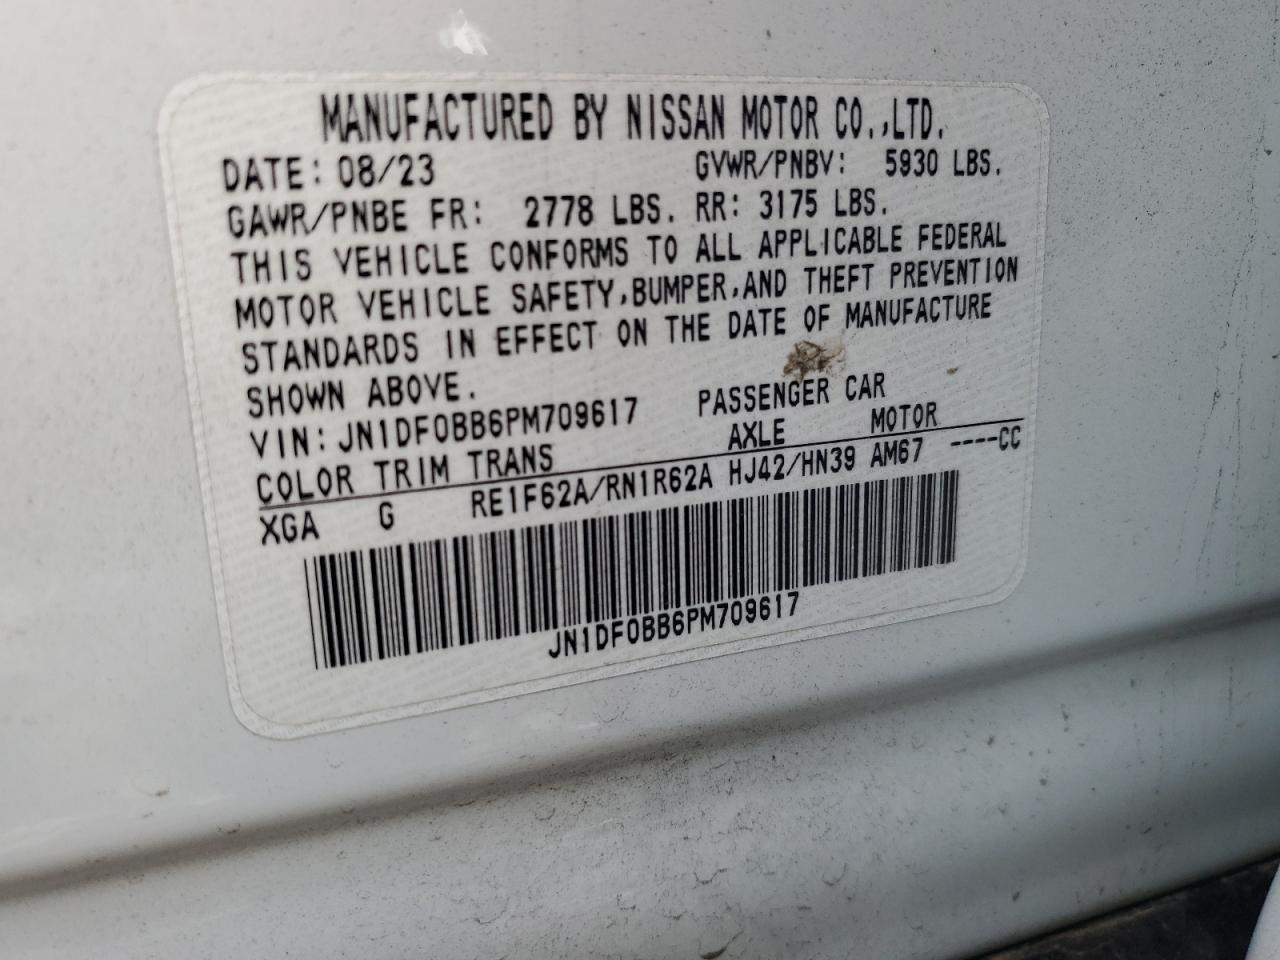 MANUFACTURED BY NISSAN MOTOR CO.,LTD.
DATE: 08/23 GVWR/PNBV: 5930 LBS.
GAWR/PNBE FR: 2778 LBS. RR: 3175 LBS.
THIS VEHICLE CONFORMS TO ALL APPLICABLE FEDERAL
MOTOR VEHICLE SAFETY,BUMPER,AND THEFT PREVENTION
STANDARDS IN EFFECT ON THE DATE OF MANUFACTURE
SHOWN ABOVE.
VIN: JN1DF0BB6PM709617 PASSENGER CAR
COLOR TRIM TRANS AXLE MOTOR
XGA G RE1F62A/RN1R62A HJ42/HN39 AM67 ----CC
JN1DF0BB6PM709617